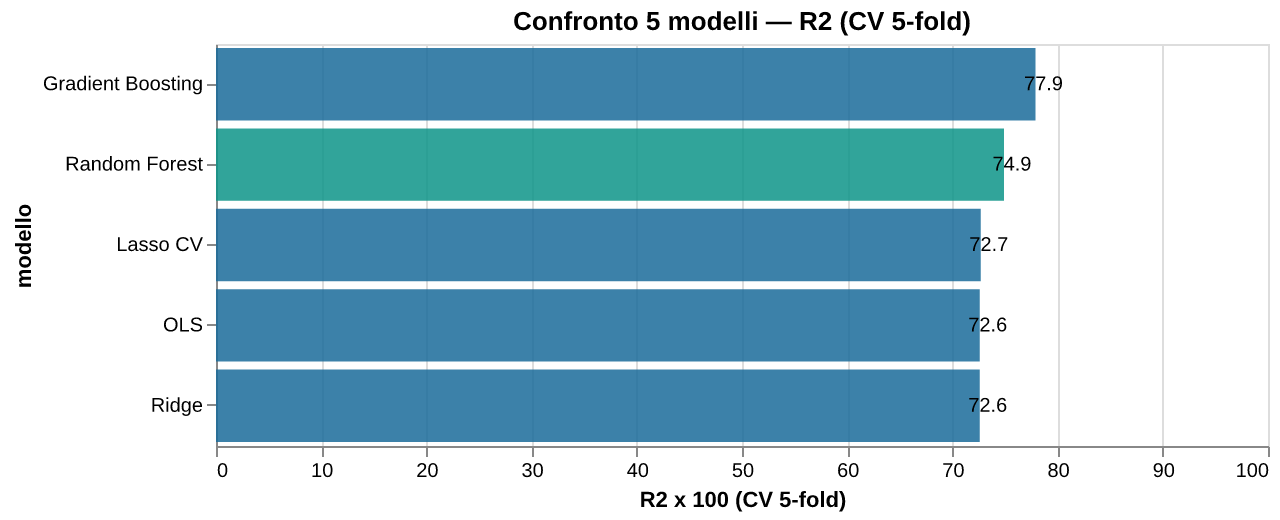 Confronto 5 modelli — R2 (CV 5-fold)
modello
Gradient Boosting 77.9
Random Forest 74.9
Lasso CV 72.7
OLS 72.6
Ridge 72.6
0 10 20 30 40 50 60 70 80 90 100
R2 x 100 (CV 5-fold)